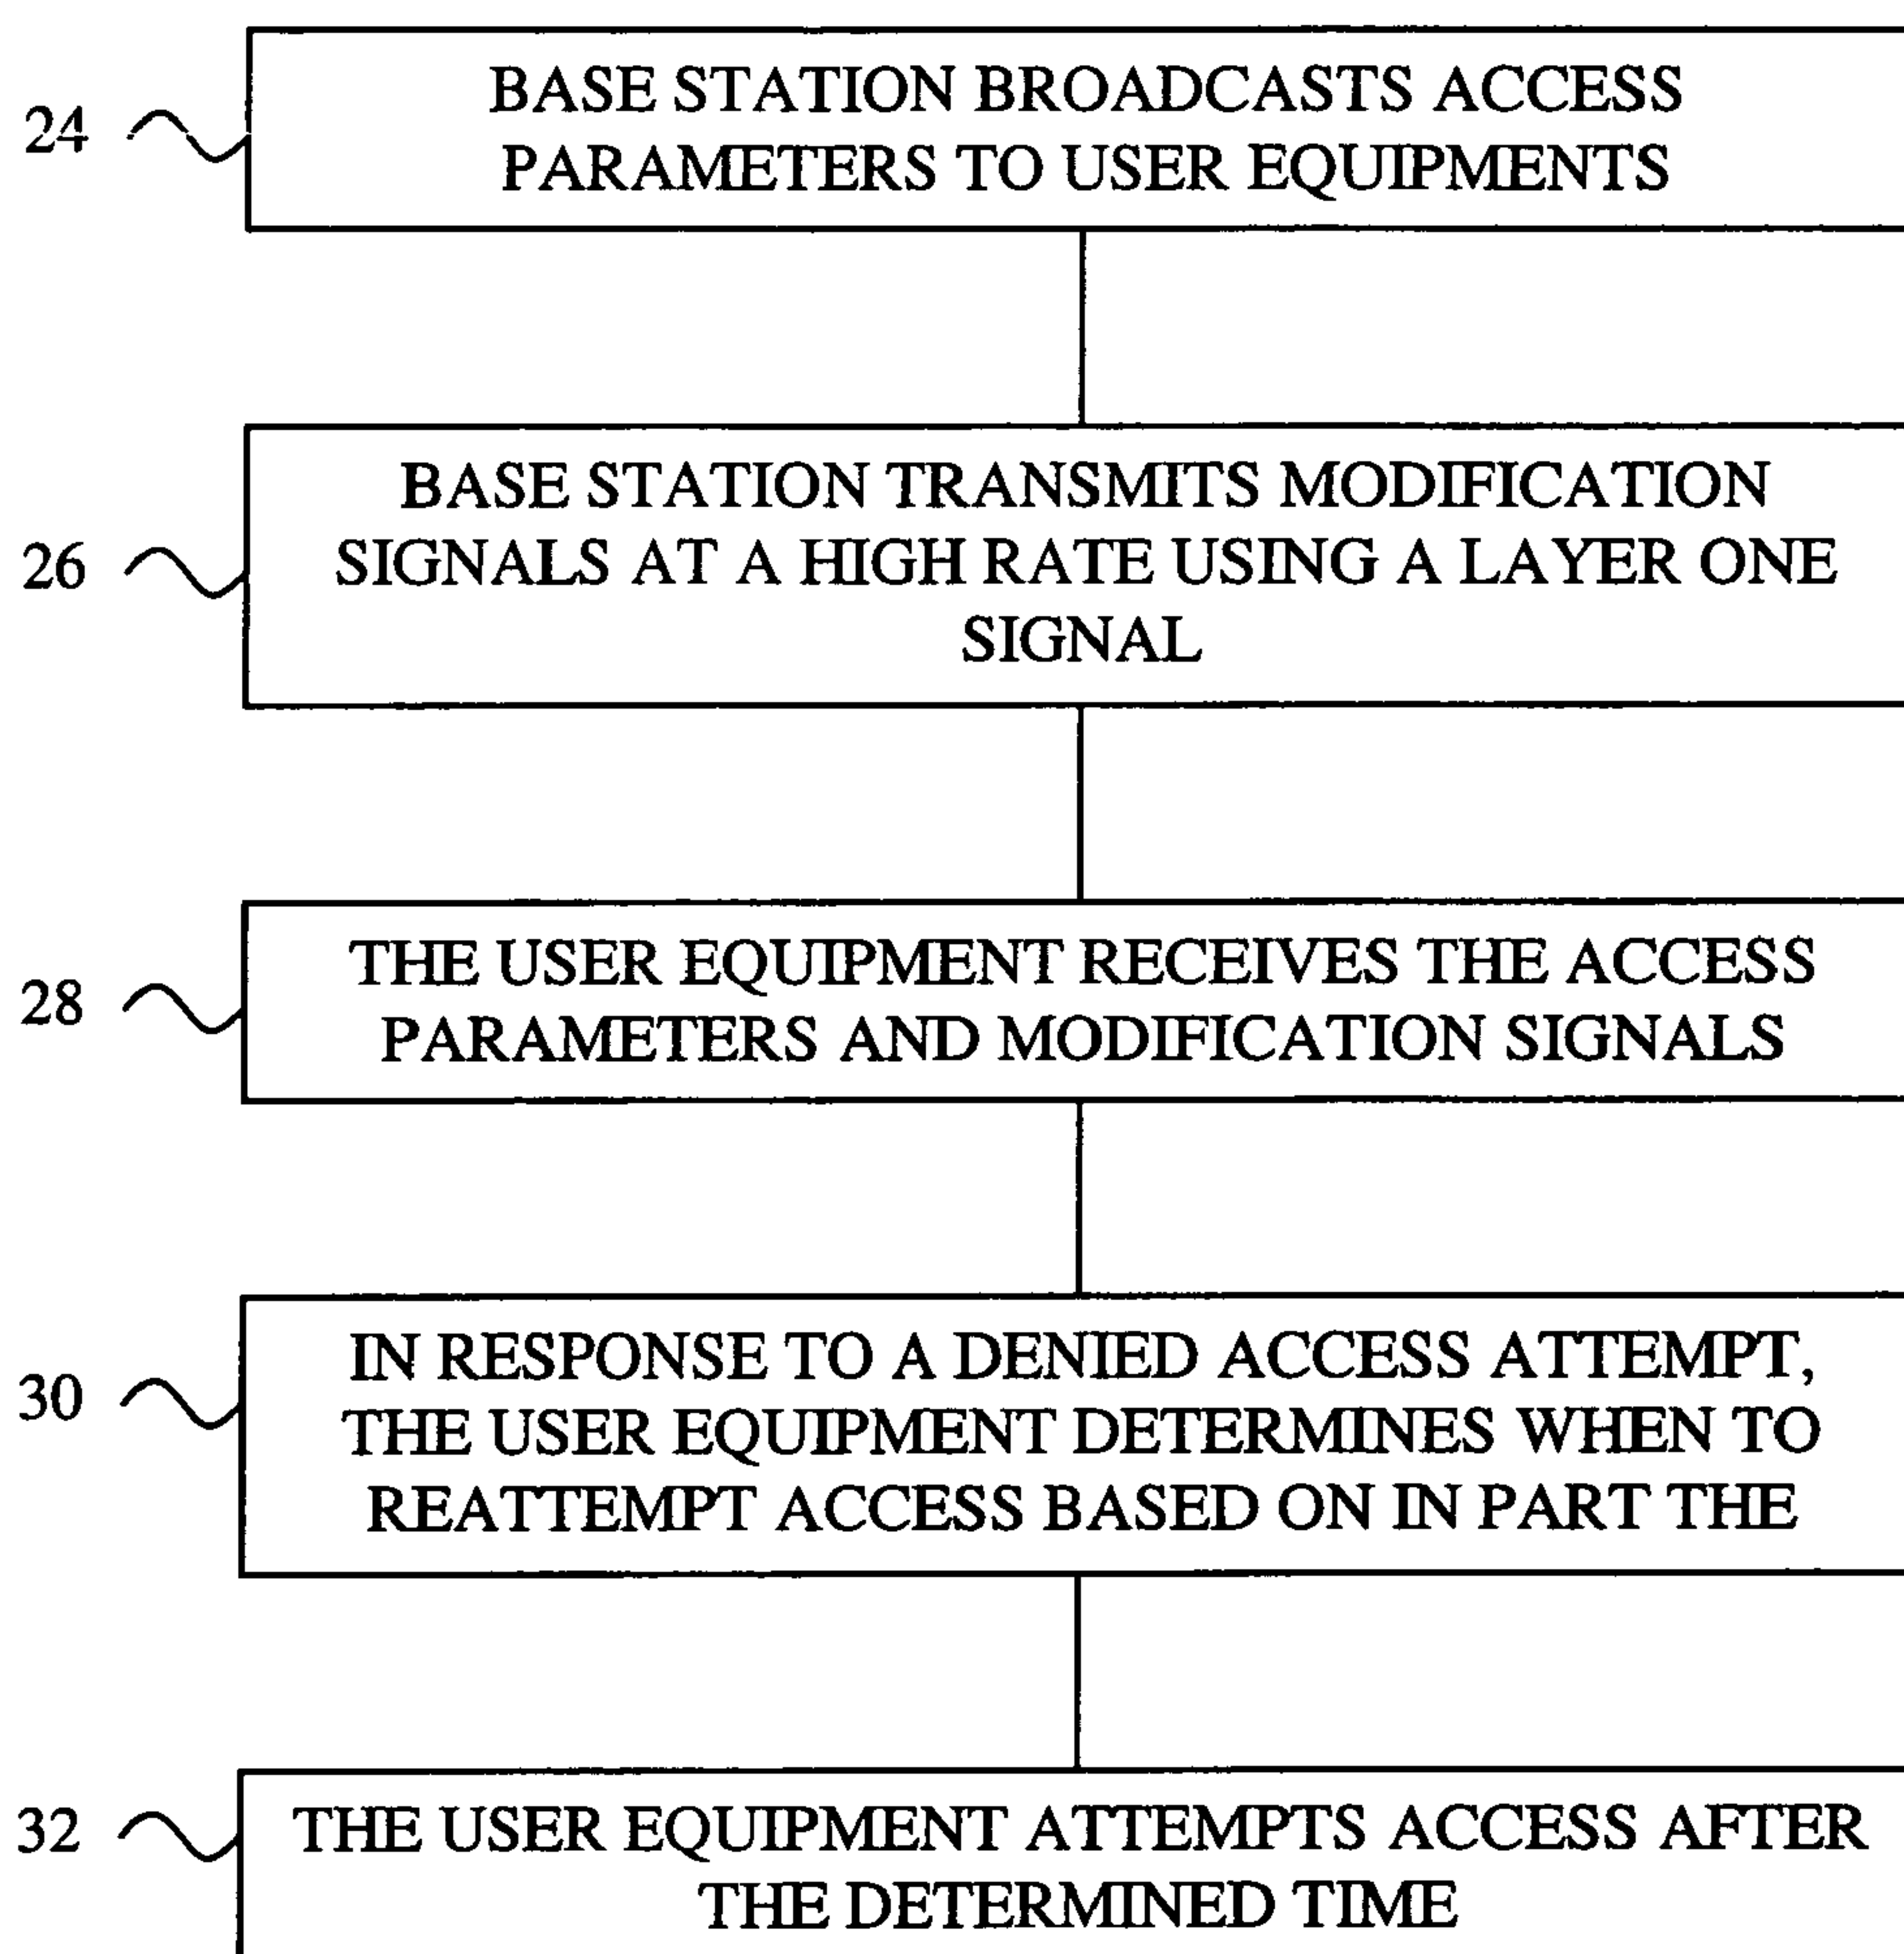 24
BASE STATION BROADCASTS ACCESS
PARAMETERS TO USER EQUIPMENTS
26
BASE STATION TRANSMITS MODIFICATION
SIGNALS AT A HIGH RATE USING A LAYER ONE
SIGNAL
28
THE USER EQUIPMENT RECEIVES THE ACCESS
PARAMETERS AND MODIFICATION SIGNALS
30
IN RESPONSE TO A DENIED ACCESS ATTEMPT,
THE USER EQUIPMENT DETERMINES WHEN TO
REATTEMPT ACCESS BASED ON IN PART THE
32
THE USER EQUIPMENT ATTEMPTS ACCESS AFTER
THE DETERMINED TIME